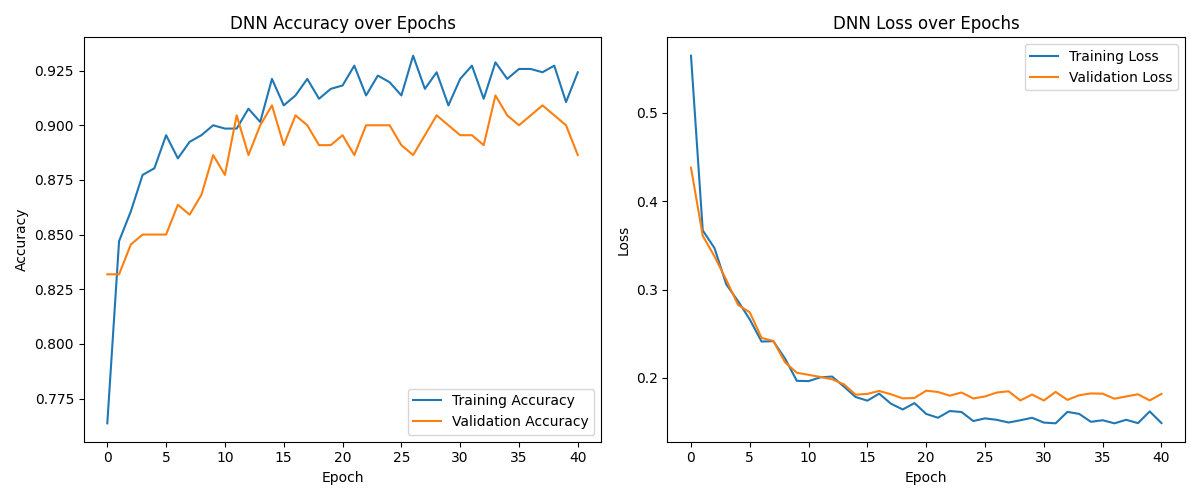 DNN Accuracy over Epochs
0.925
0.900
0.875
0.850
0.825
0.800
0.775
Accuracy
Training Accuracy
Validation Accuracy
0 5 10 15 20 25 30 35 40
Epoch
DNN Loss over Epochs
Training Loss
Validation Loss
0.5
0.4
0.3
0.2
Loss
0 5 10 15 20 25 30 35 40
Epoch